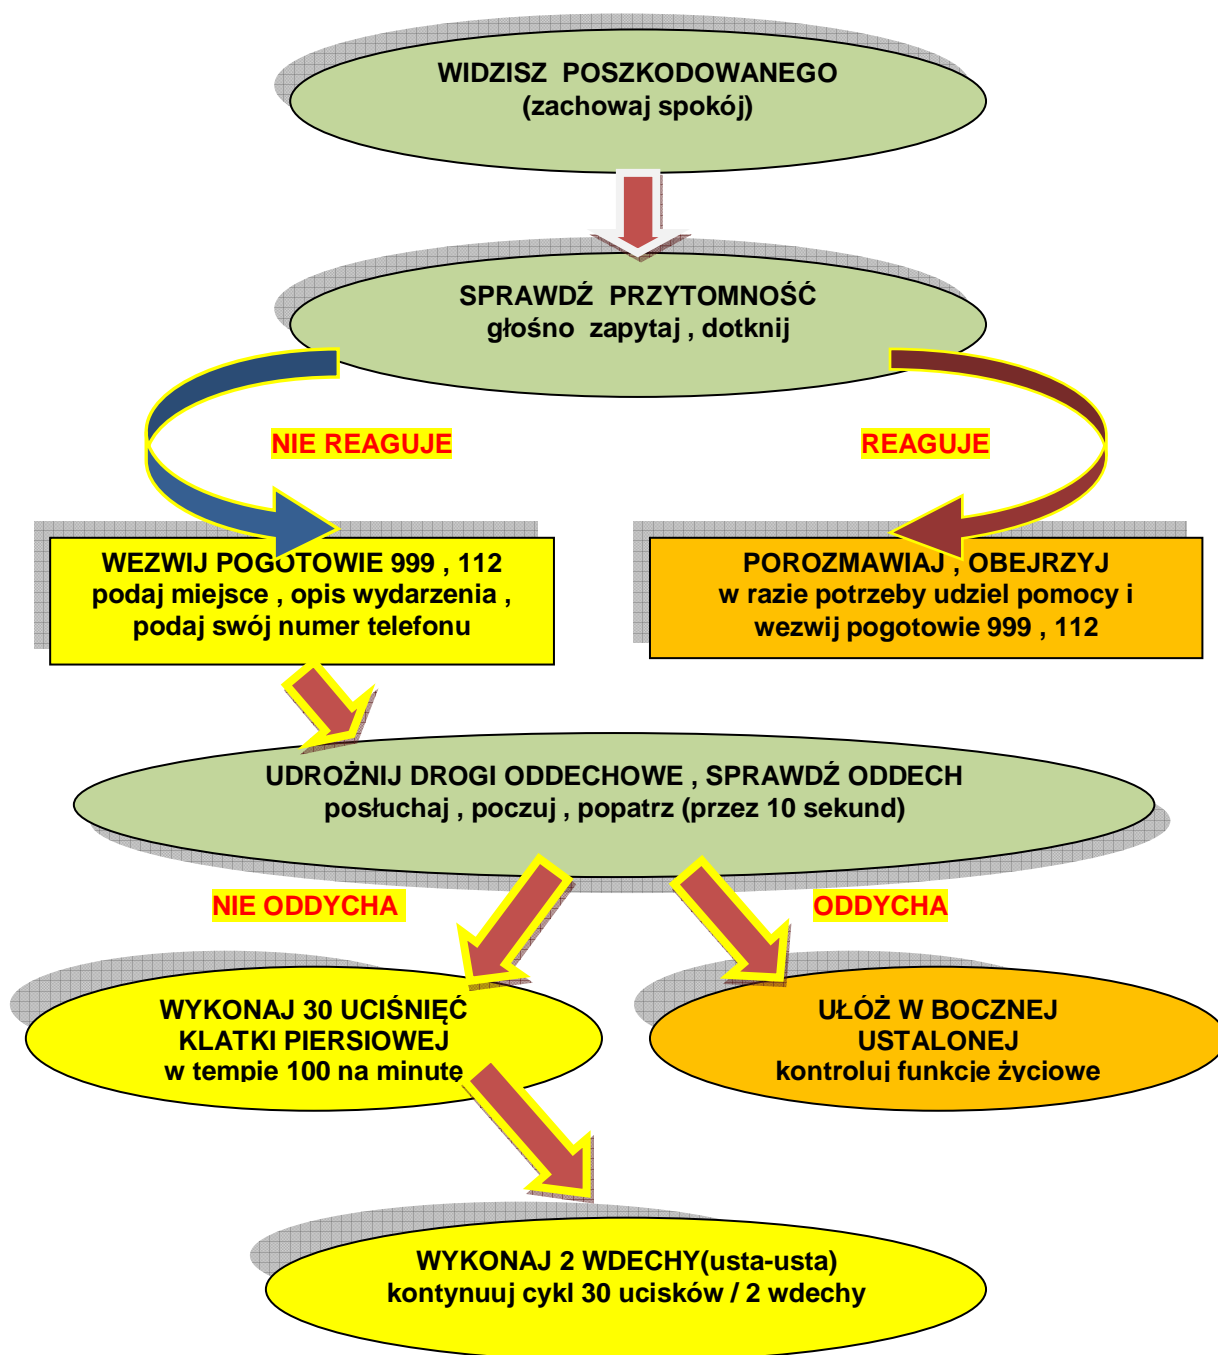 WIDZISZ POSZKODOWANEGO
(zachowaj spokój)
SPRAWDŹ PRZYTOMNOŚĆ
głośno zapytaj , dotknij
NIE REAGUJE
REAGUJE
WEZWIJ POGOTOWIE 999 , 112
podaj miejsce , opis wydarzenia ,
podaj swój numer telefonu
POROZMAWIAJ , OBEJRZYJ
w razie potrzeby udziel pomocy i
wezwij pogotowie 999 , 112
UDROŻNIJ DROGI ODDECHOWE , SPRAWDŹ ODDECH
posłuchaj , poczuj , popatrz (przez 10 sekund)
NIE ODDYCHA
ODDYCHA
WYKONAJ 30 UCIŚNIĘĆ
KLATKI PIERSIOWEJ
w tempie 100 na minutę
UŁÓŻ W BOCZNEJ
USTALONEJ
kontroluj funkcje życiowe
WYKONAJ 2 WDECHY(usta-usta)
kontynuuj cykl 30 ucisków / 2 wdechy